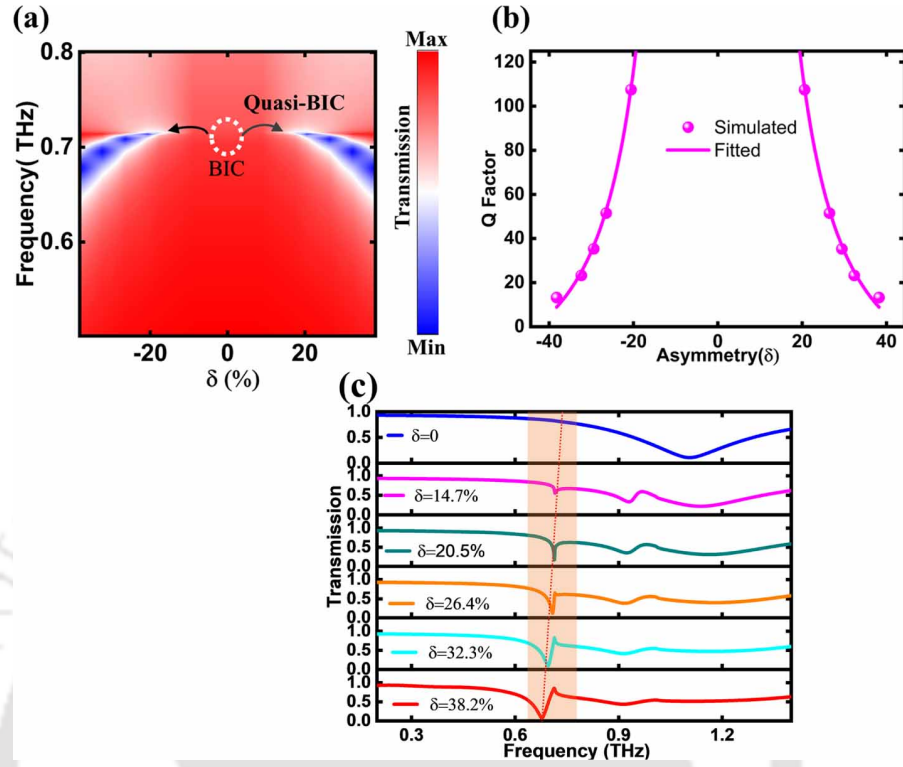 (a)
Max
0.8
0.7
0.6
Frequency( THz)
Quasi-BIC
BIC
-20 0 20
δ (%)
Transmission
Min
(b)
120
100
80
60
40
20
0
Q Factor
Simulated
Fitted
-40 -20 0 20 40
Asymmetry(δ)
(c)
1.0
0.5
0.0
δ=0
1.0
0.5
0.0
δ=14.7%
1.0
0.5
0.0
δ=20.5%
1.0
0.5
0.0
δ=26.4%
1.0
0.5
0.0
δ=32.3%
1.0
0.5
0.0
δ=38.2%
Transmission
0.3 0.6 0.9 1.2
Frequency (THz)